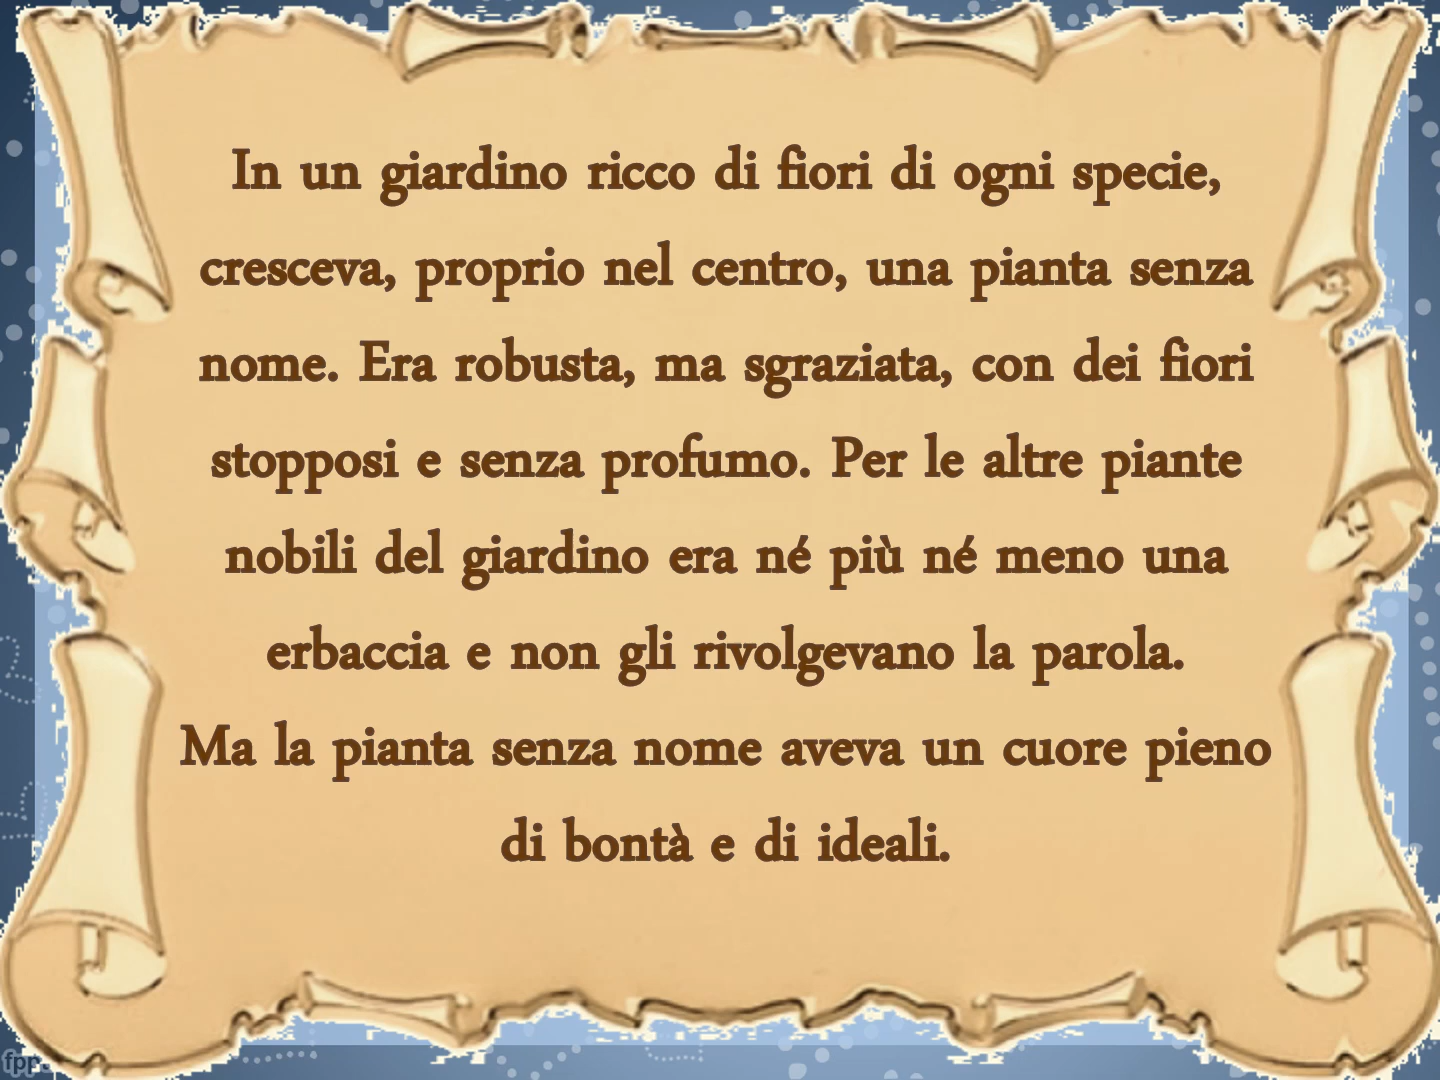 In un giardino ricco di fiori di ogni specie,
cresceva, proprio nel centro, una pianta senza
nome. Era robusta, ma sgraziata, con dei fiori
stopposi e senza profumo. Per le altre piante
nobili del giardino era né più né meno una
erbaccia e non gli rivolgevano la parola.
Ma la pianta senza nome aveva un cuore pieno
di bontà e di ideali.